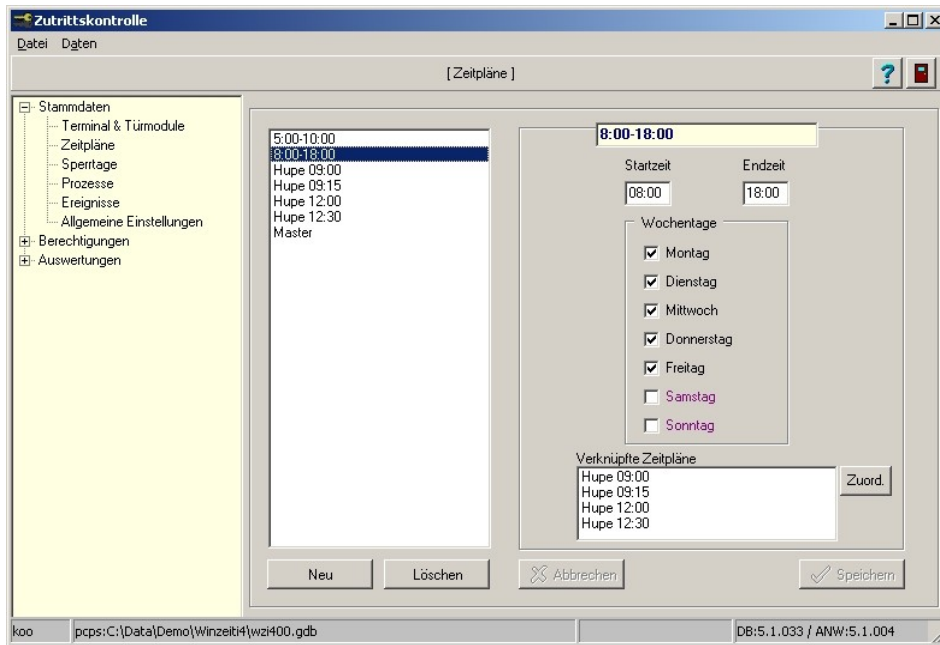 Zutrittskontrolle
Datei Daten
[ Zeitpläne ]
Stammdaten
Terminal & Türmodule
Zeitpläne
Sperrtage
Prozesse
Ereignisse
Allgemeine Einstellungen
Berechtigungen
Auswertungen
5:00-10:00
8:00-18:00
Hupe 09:00
Hupe 09:15
Hupe 12:00
Hupe 12:30
Master
Neu
Löschen
8:00-18:00
Startzeit Endzeit
08:00 18:00
Wochentage
Montag
Dienstag
Mittwoch
Donnerstag
Freitag
Samstag
Sonntag
Verknüpfte Zeitpläne
Hupe 09:00
Hupe 09:15
Hupe 12:00
Hupe 12:30
Zuord.
Abbrechen
Speichern
koo pcps:C:\Data\Demo\Winzeiti4\wzi400.gdb DB:5.1.033 / ANW:5.1.004